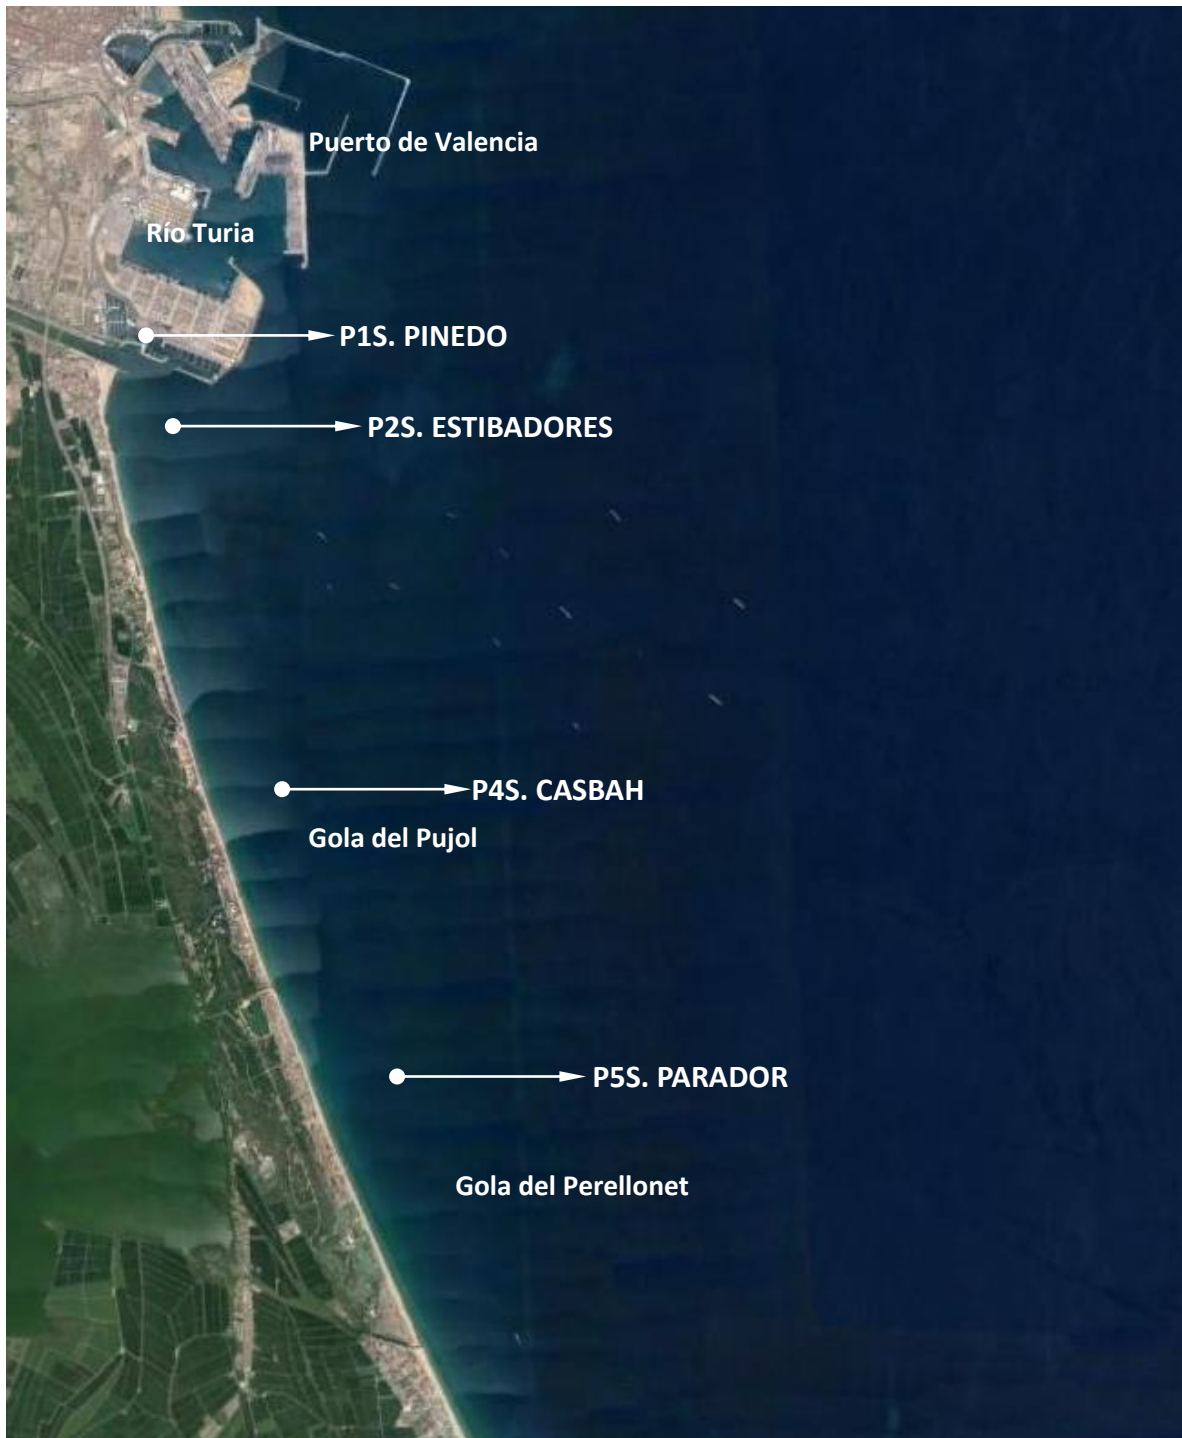 Puerto de Valencia
Río Turia
P1S. PINEDO
P2S. ESTIBADORES
P4S. CASBAH
Gola del Pujol
P5S. PARADOR
Gola del Perellonet